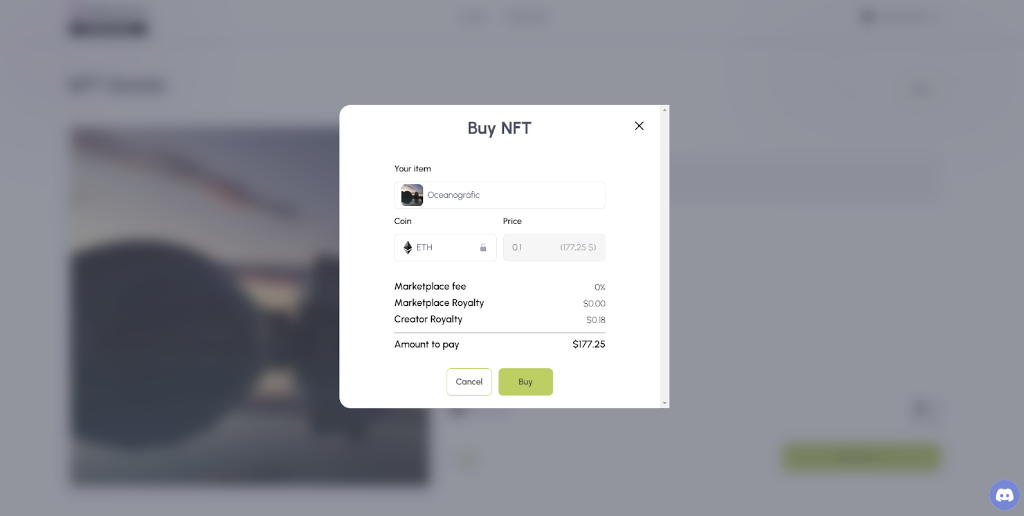 Buy NFT
Your item
Oceanogràfic
Coin Price
ETH 0.1 (177,25 $)
Marketplace fee 0%
Marketplace Royalty $0.00
Creator Royalty $0.18
Amount to pay $177.25
Cancel Buy